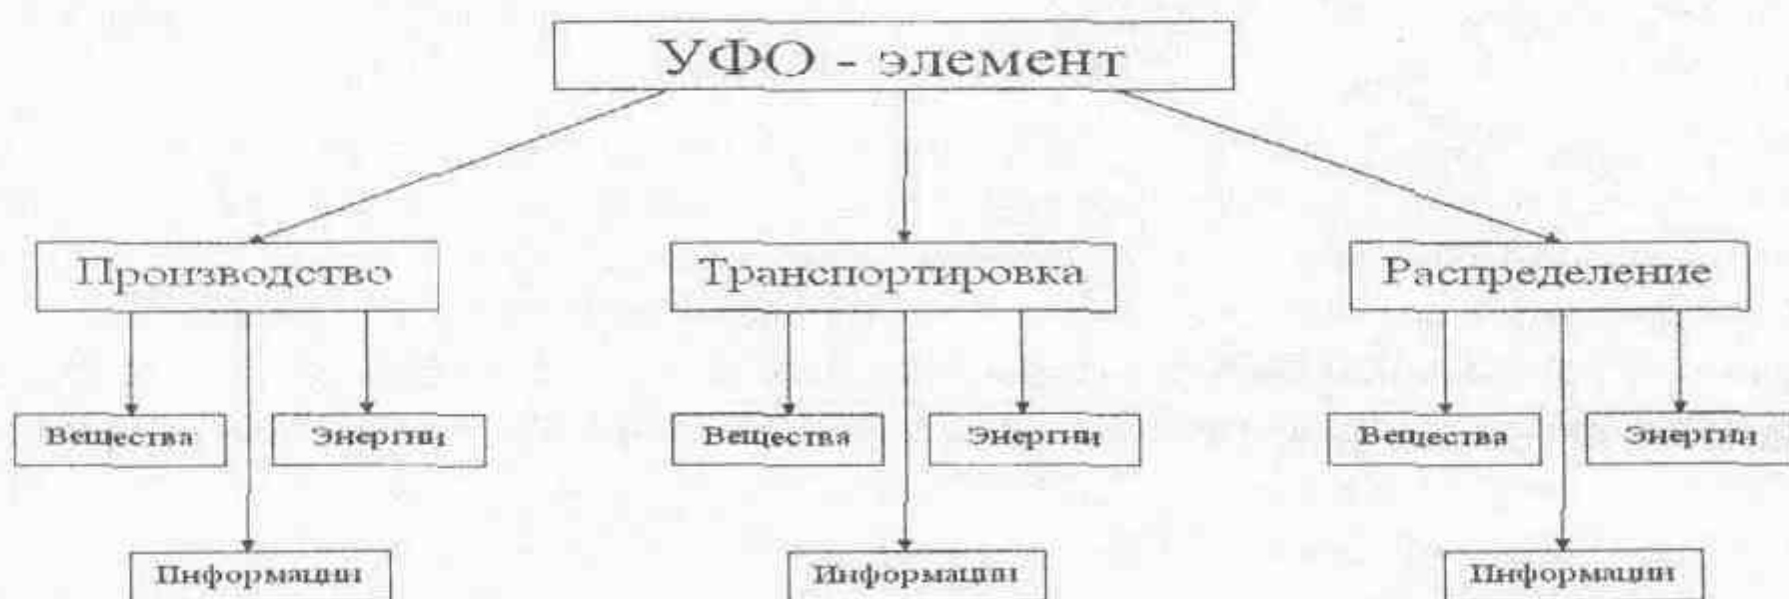 УФО - элемент
Производство
Транспортировка
Распределение
Вещества
Энергии
Вещества
Энергии
Вещества
Энергии
Информации
Информации
Информации